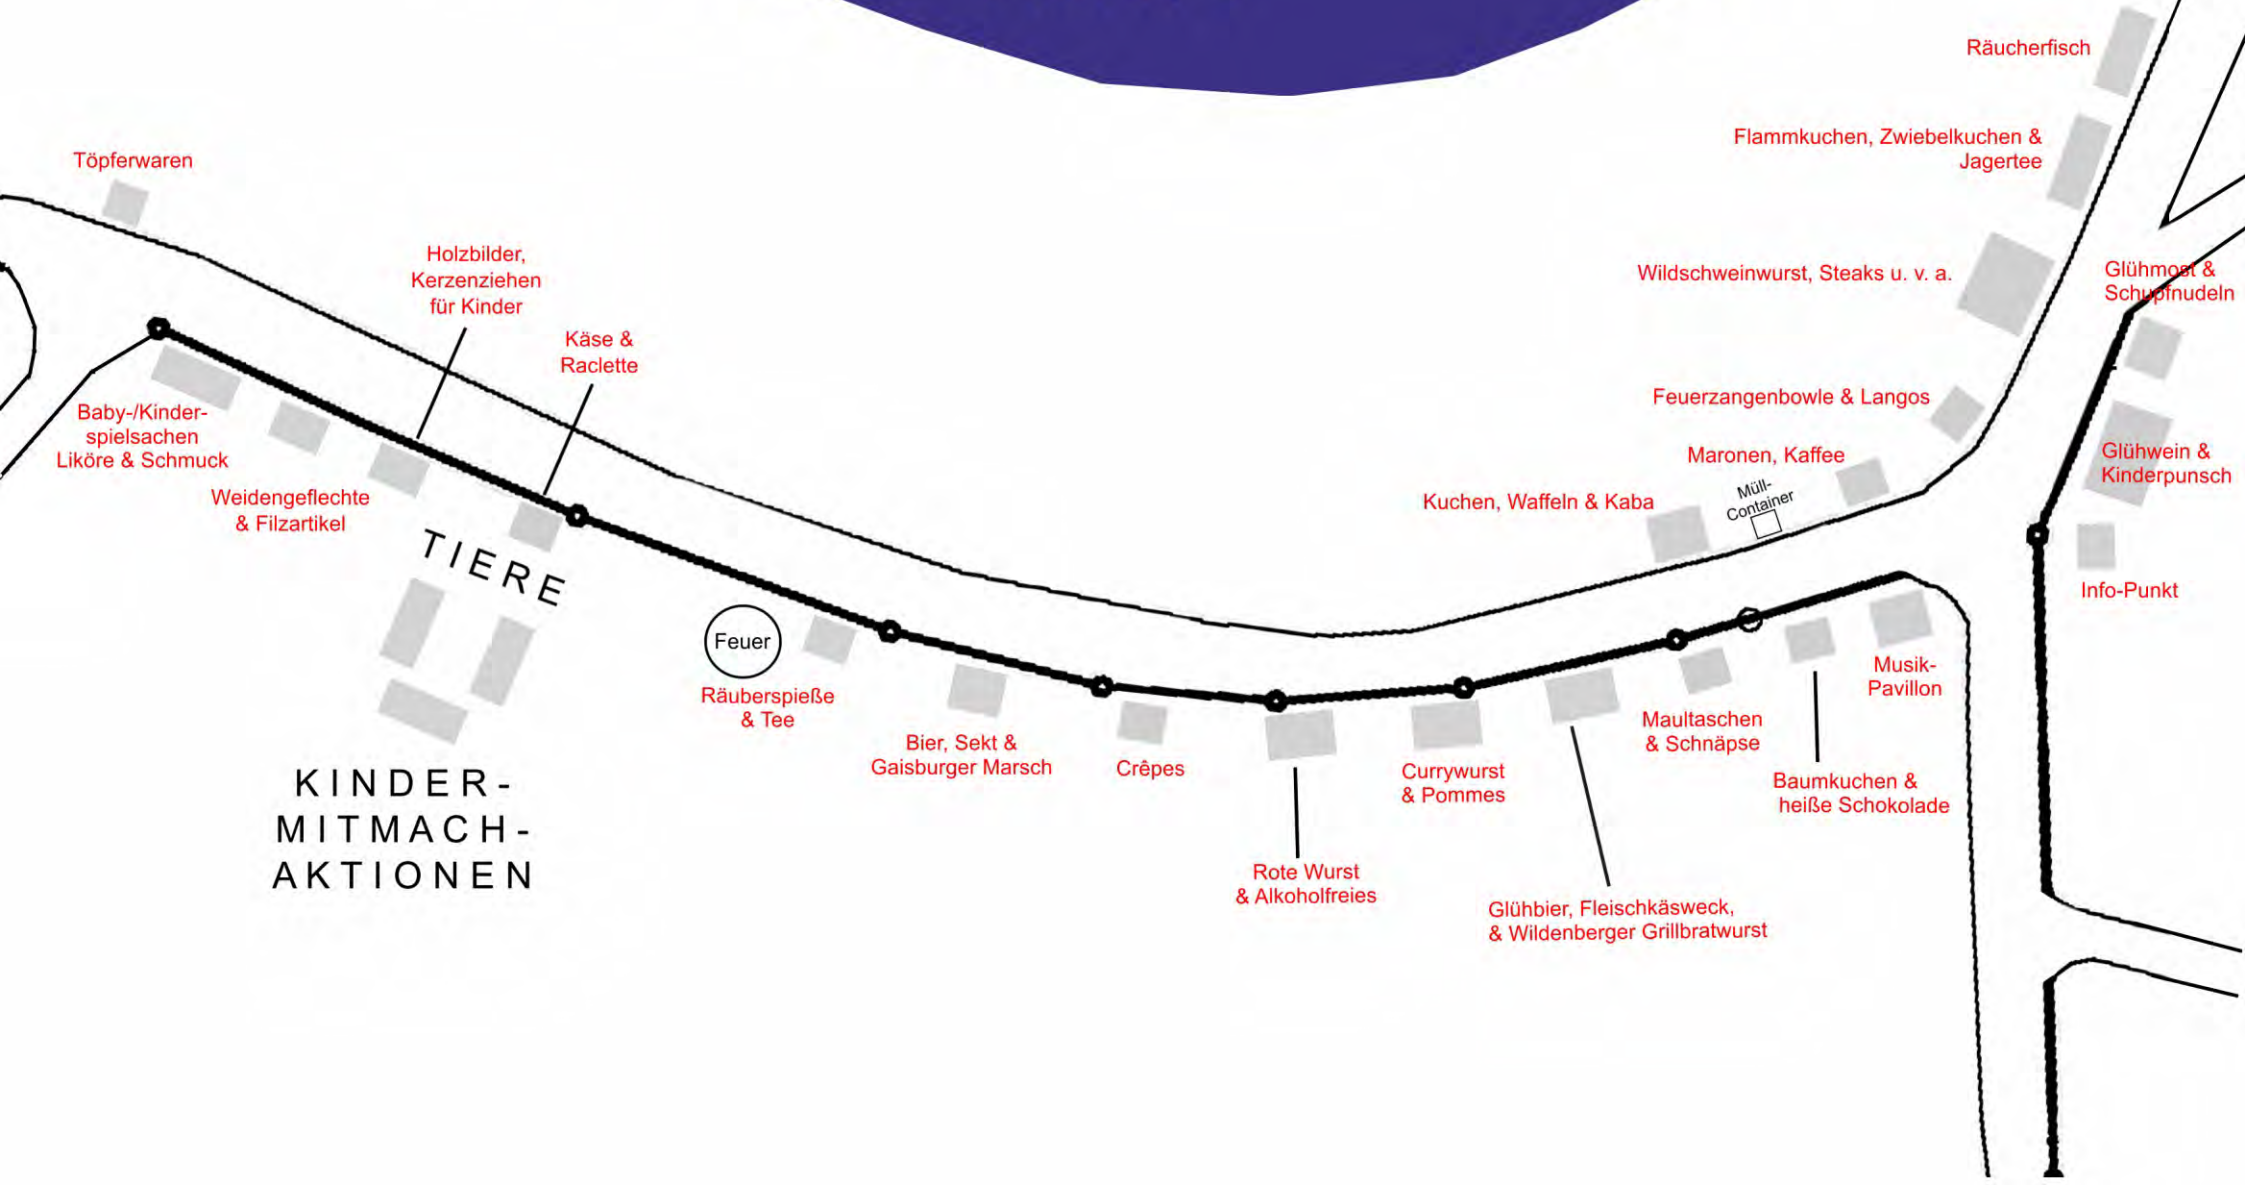 Räucherfisch
Flammkuchen, Zwiebelkuchen &
Jagertee
Töpferwaren
Holzbilder,
Kerzenziehen
für Kinder
Wildschweinwurst, Steaks u. v. a.
Glühmost &
Schupfnudeln
Käse &
Raclette
Feuerzangenbowle & Langos
Baby-/Kinder-
spielsachen
Liköre & Schmuck
Maronen, Kaffee
Glühwein &
Kinderpunsch
Weidengeflechte
& Filzartikel
Kuchen, Waffeln & Kaba
Müll-
Container
TIERE
Info-Punkt
Feuer
Räuberspieße
& Tee
Musik-
Pavillon
Bier, Sekt &
Gaisburger Marsch
Crêpes
Maultaschen
& Schnäpse
Currywurst
& Pommes
Baumkuchen &
heiße Schokolade
KINDER-
MITMACH-
AKTIONEN
Rote Wurst
& Alkoholfreies
Glühbier, Fleischkäsweck,
& Wildenberger Grillbratwurst